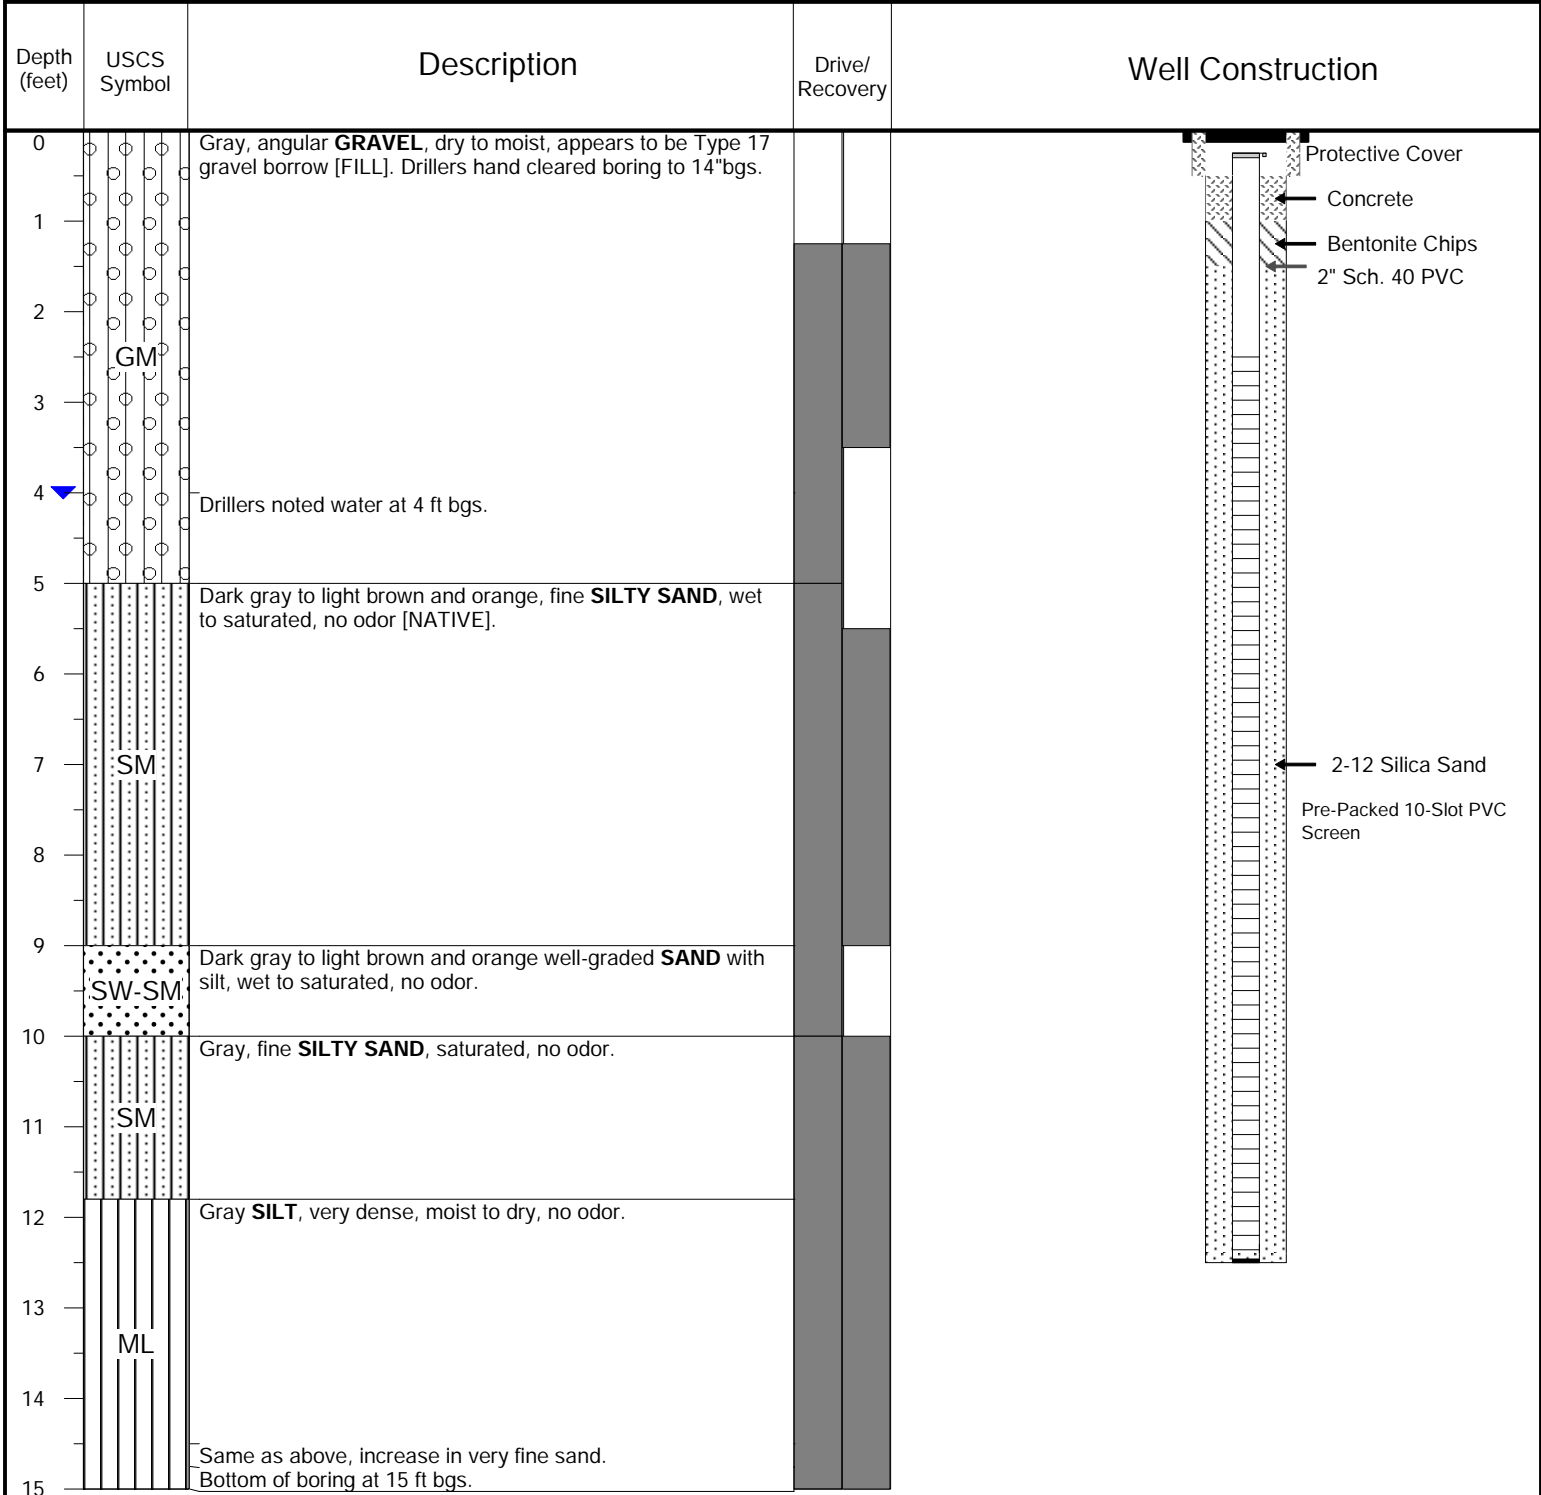 Depth
(feet)
USCS
Symbol
Description
Drive/
Recovery
Well Construction
0
Gray, angular GRAVEL, dry to moist, appears to be Type 17
gravel borrow [FILL]. Drillers hand cleared boring to 14"bgs.
Protective Cover
Concrete
1
Bentonite Chips
2" Sch. 40 PVC
2
GM
3
4
Drillers noted water at 4 ft bgs.
5
Dark gray to light brown and orange, fine SILTY SAND, wet
to saturated, no odor [NATIVE].
6
7
SM
2-12 Silica Sand
Pre-Packed 10-Slot PVC
Screen
8
9
Dark gray to light brown and orange well-graded SAND with
silt, wet to saturated, no odor.
SW-SM
10
Gray, fine SILTY SAND, saturated, no odor.
SM
11
12
Gray SILT, very dense, moist to dry, no odor.
13
ML
14
Same as above, increase in very fine sand.
Bottom of boring at 15 ft bgs.
15